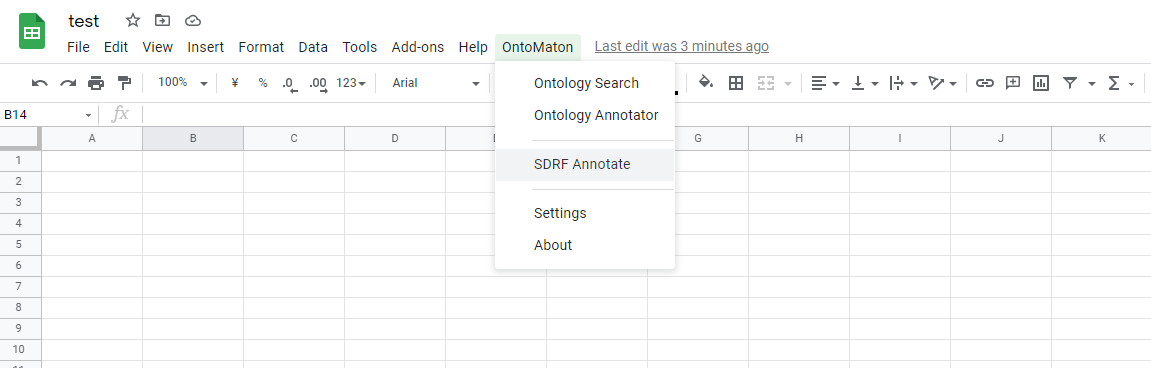 test
File Edit View Insert Format Data Tools Add-ons Help OntoMaton Last edit was 3 minutes ago
100% ¥ % .0 .00 123 Arial
Ontology Search
B14 fx
Ontology Annotator
A B C D G H I J K
1
2
SDRF Annotate
3
4
Settings
5
About
6
7
8
9
10